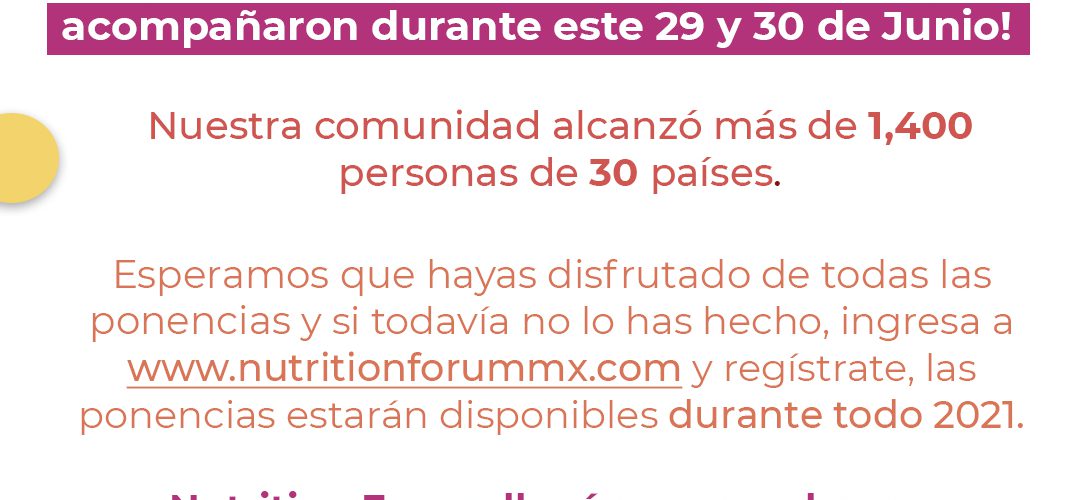 acompañaron durante este 29 y 30 de Junio!
Nuestra comunidad alcanzó más de 1,400
personas de 30 países.
Esperamos que hayas disfrutado de todas las
ponencias y si todavía no lo has hecho, ingresa a
www.nutritionforummx.com y regístrate, las
ponencias estarán disponibles durante todo 2021.